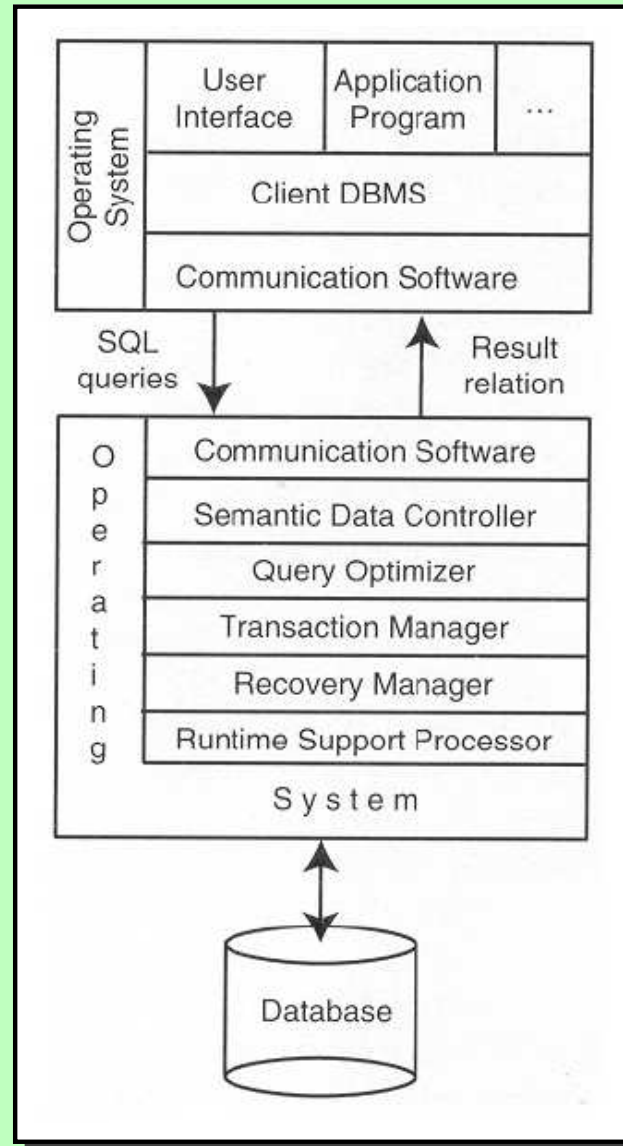 Operating
System
User
Interface
Application
Program
...
Client DBMS
Communication Software
SQL
queries
Result
relation
Operating
Communication Software
Semantic Data Controller
Query Optimizer
Transaction Manager
Recovery Manager
Runtime Support Processor
System
Database